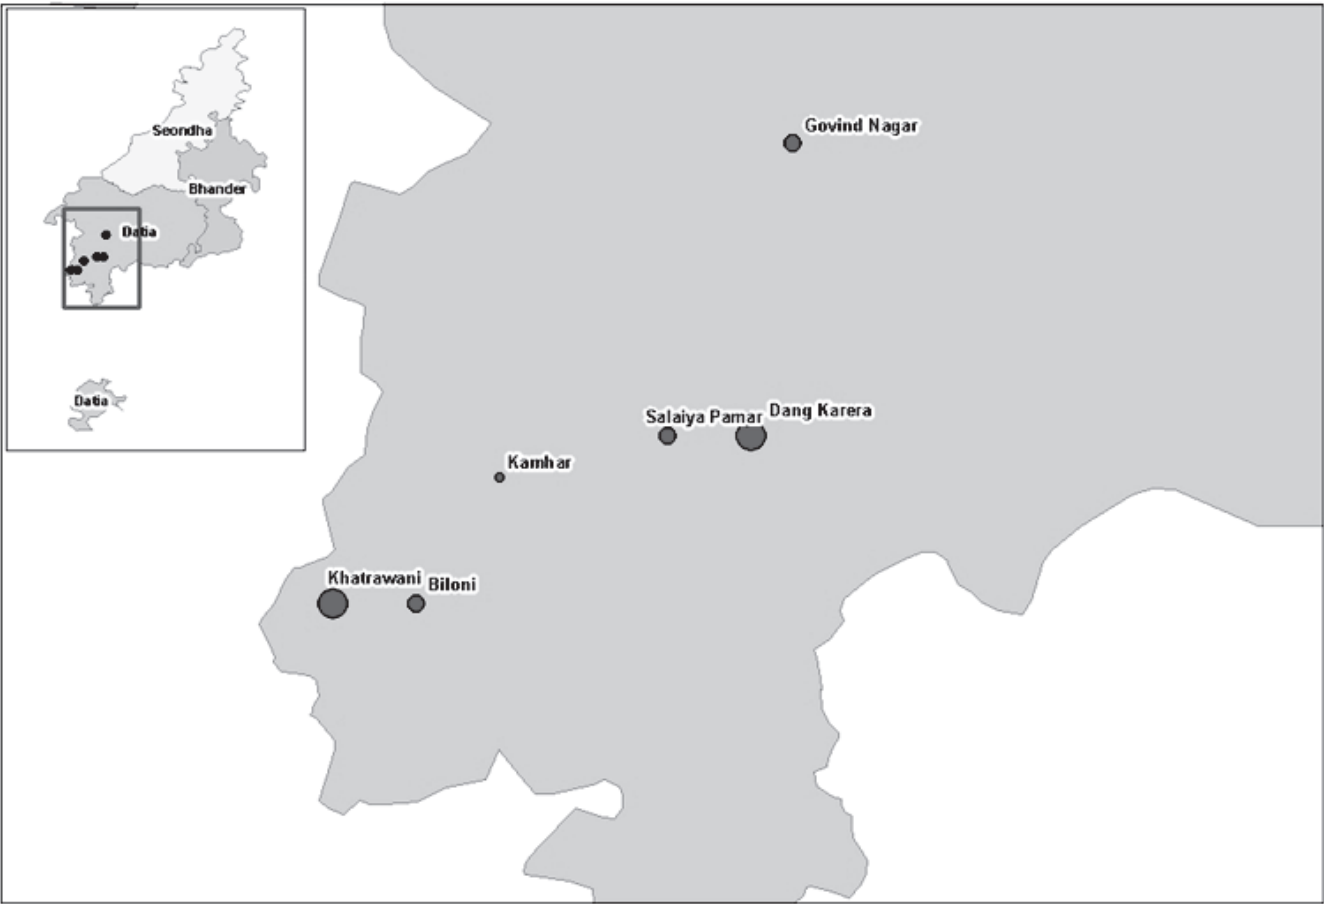 Seondha
Bhander
Datia
Datia
Govind Nagar
Salaiya Pamar
Dang Karera
Kamhar
Khatrawani
Biloni